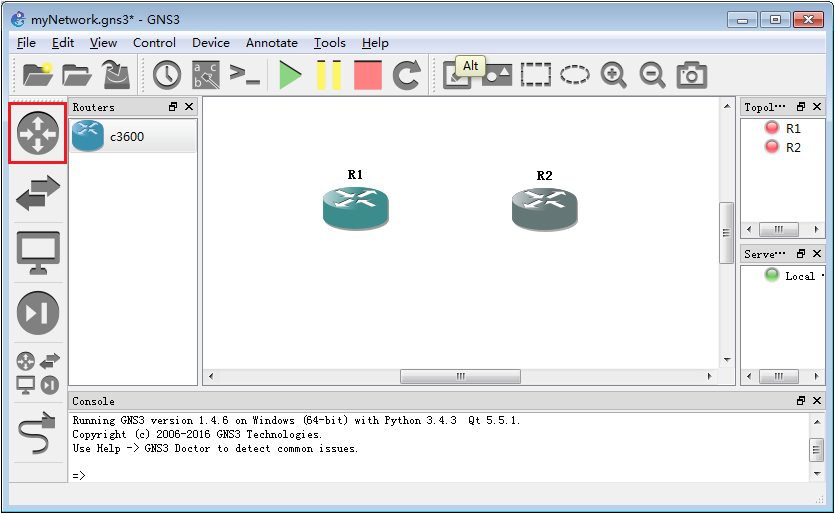 myNetwork.gns3* - GNS3
File Edit View Control Device Annotate Tools Help
a b c
>_
Alt
Routers
c3600
R1
R2
Topol···
R1
R2
Serve···
Local
Console
Running GNS3 version 1.4.6 on Windows (64-bit) with Python 3.4.3 Qt 5.5.1.
Copyright (c) 2006-2016 GNS3 Technologies.
Use Help -> GNS3 Doctor to detect common issues.
=>